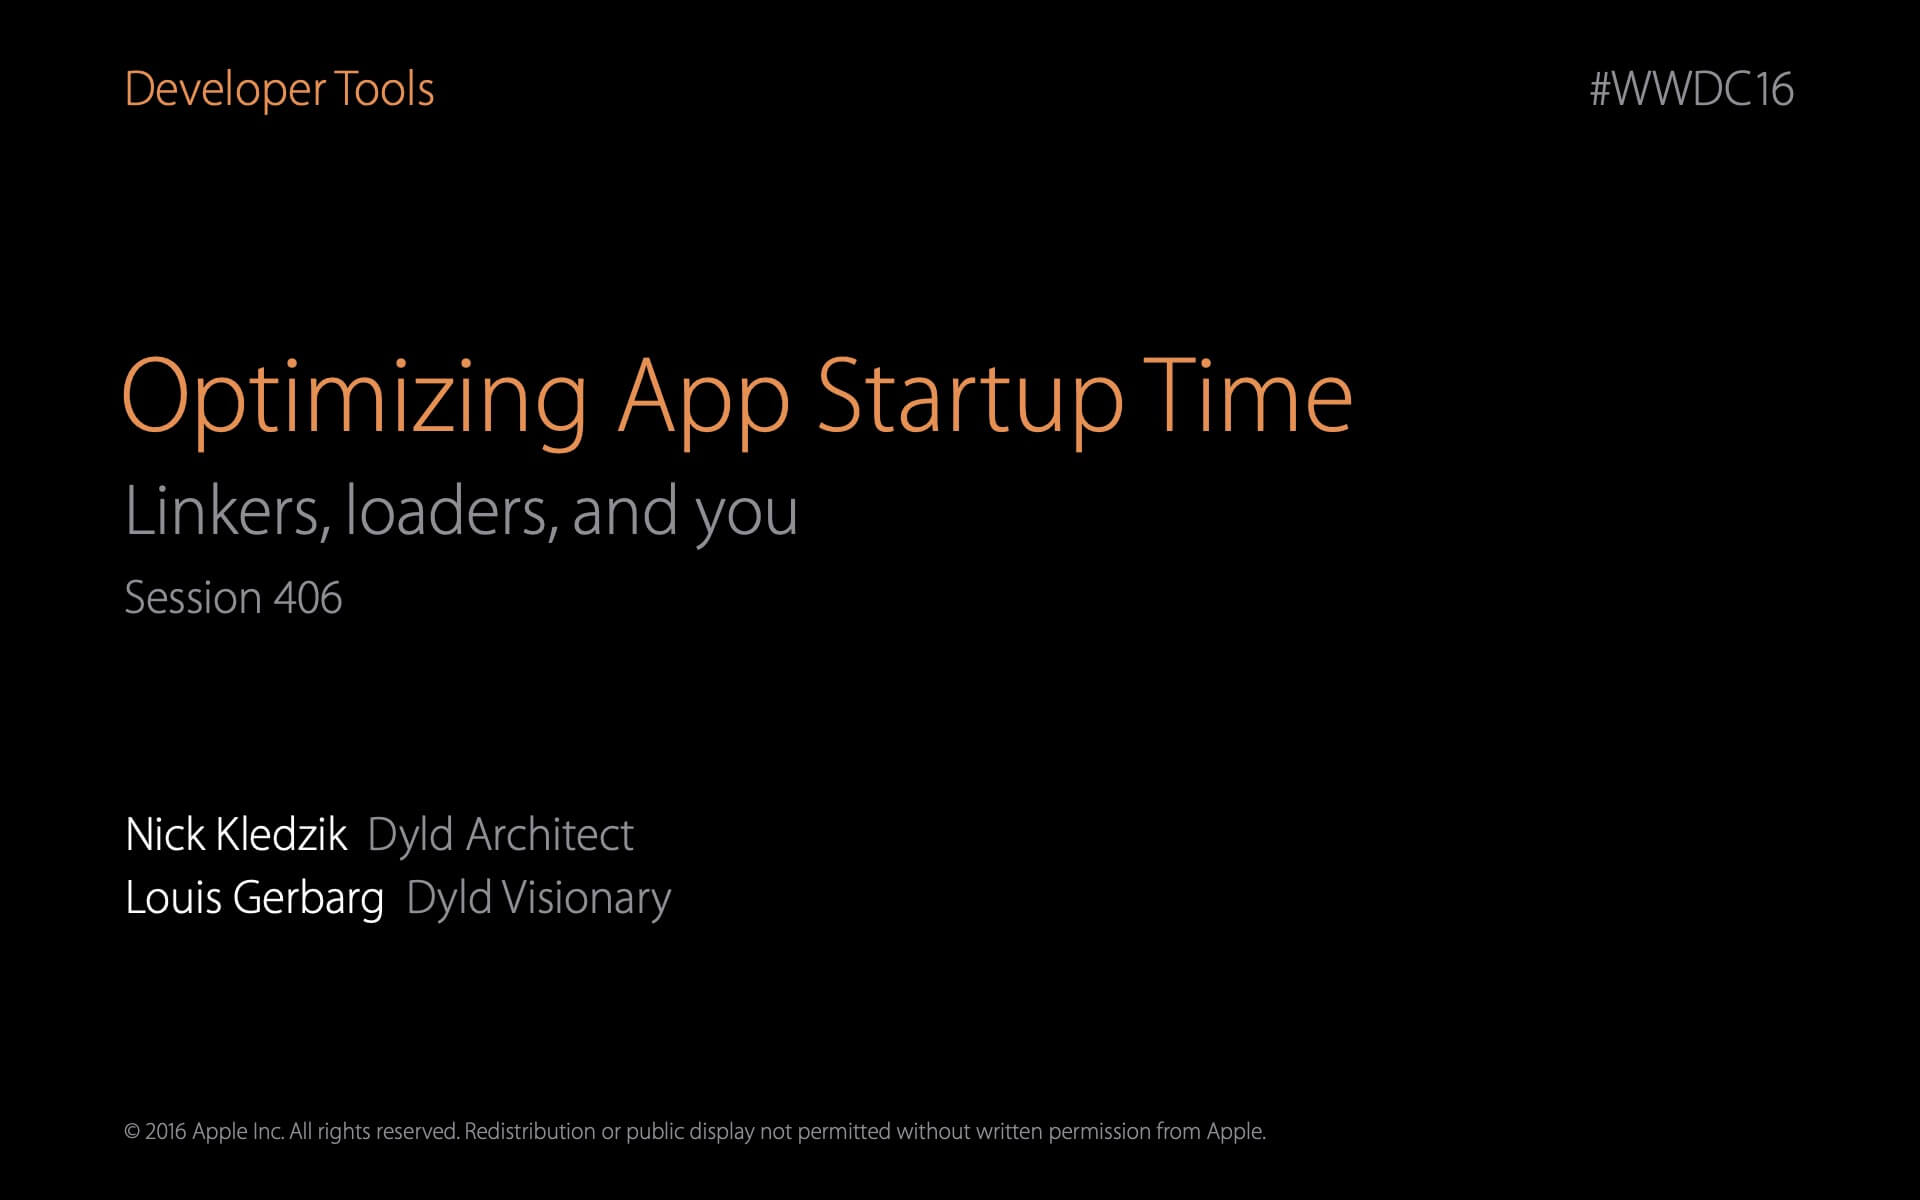 Developer Tools
#WWDC16
Optimizing App Startup Time
Linkers, loaders, and you
Session 406
Nick Kledzik Dyld Architect
Louis Gerbarg Dyld Visionary
© 2016 Apple Inc. All rights reserved. Redistribution or public display not permitted without written permission from Apple.